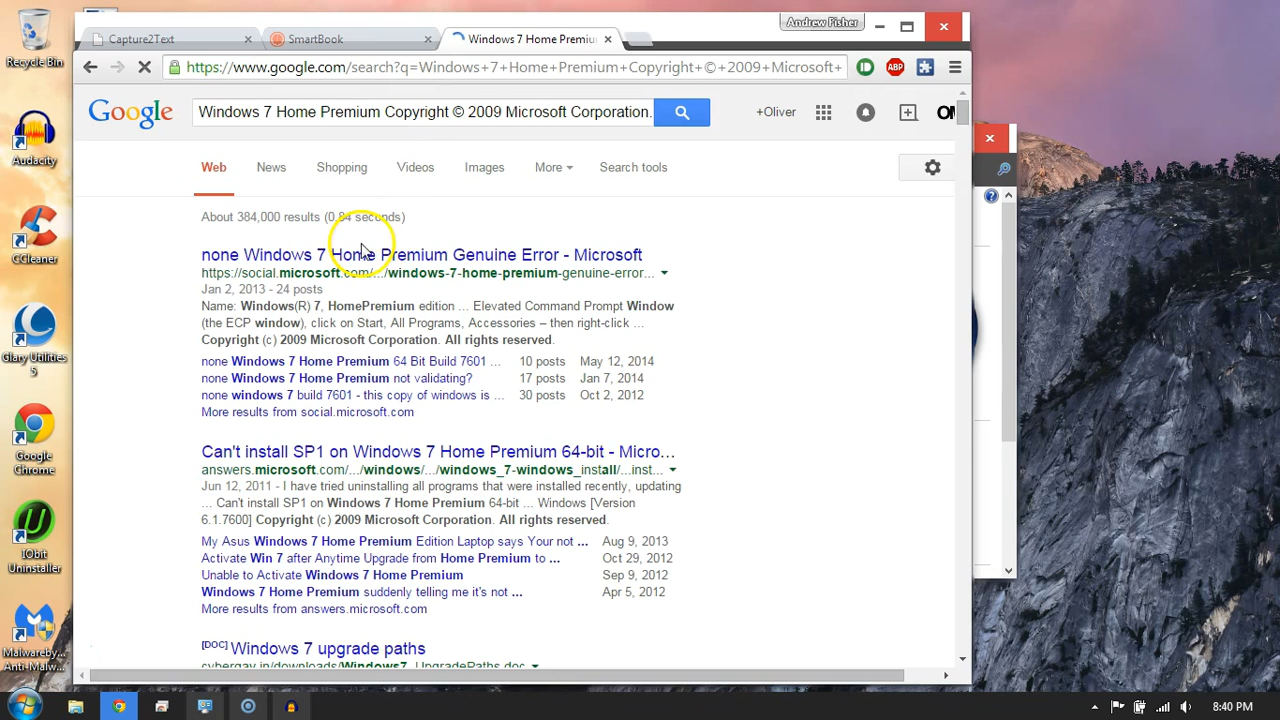 Recycle Bin
Audacity
CCleaner
Glary Utilities
5
Google
Chrome
IObit
Uninstaller
Malwareby...
Anti-Malw...
Andrew Fisher
Capture2Text
SmartBook
Windows 7 Home Premiu
https://www.google.com/search?q=Windows+7+Home+Premium+Copyright+©+2009+Microsoft+
ABP
Google
Windows 7 Home Premium Copyright © 2009 Microsoft Corporation.
+Oliver
Web
News
Shopping
Videos
Images
More
Search tools
About 384,000 results (0.84 seconds)
none Windows 7 Home Premium Genuine Error - Microsoft
https://social.microsoft.com/.../windows-7-home-premium-genuine-error...
Jan 2, 2013 - 24 posts
Name: Windows(R) 7, HomePremium edition ... Elevated Command Prompt Window
(the ECP window), click on Start, All Programs, Accessories – then right-click ...
Copyright (c) 2009 Microsoft Corporation. All rights reserved.
none Windows 7 Home Premium 64 Bit Build 7601 ... 10 posts May 12, 2014
none Windows 7 Home Premium not validating? 17 posts Jan 7, 2014
none windows 7 build 7601 - this copy of windows is ... 30 posts Oct 2, 2012
More results from social.microsoft.com
Can't install SP1 on Windows 7 Home Premium 64-bit - Micro...
answers.microsoft.com/.../windows/.../windows_7-windows_install/...inst...
Jun 12, 2011 - I have tried uninstalling all programs that were installed recently, updating
... Can't install SP1 on Windows 7 Home Premium 64-bit ... Windows [Version
6.1.7600] Copyright (c) 2009 Microsoft Corporation. All rights reserved.
My Asus Windows 7 Home Premium Edition Laptop says Your not ... Aug 9, 2013
Activate Win 7 after Anytime Upgrade from Home Premium to ... Oct 29, 2012
Unable to Activate Windows 7 Home Premium Sep 9, 2012
Windows 7 Home Premium suddenly telling me it's not ... Apr 5, 2012
More results from answers.microsoft.com
[DOC] Windows 7 upgrade paths
cybergav.in/downloads/Windows7_UpgradePaths.doc
8:40 PM